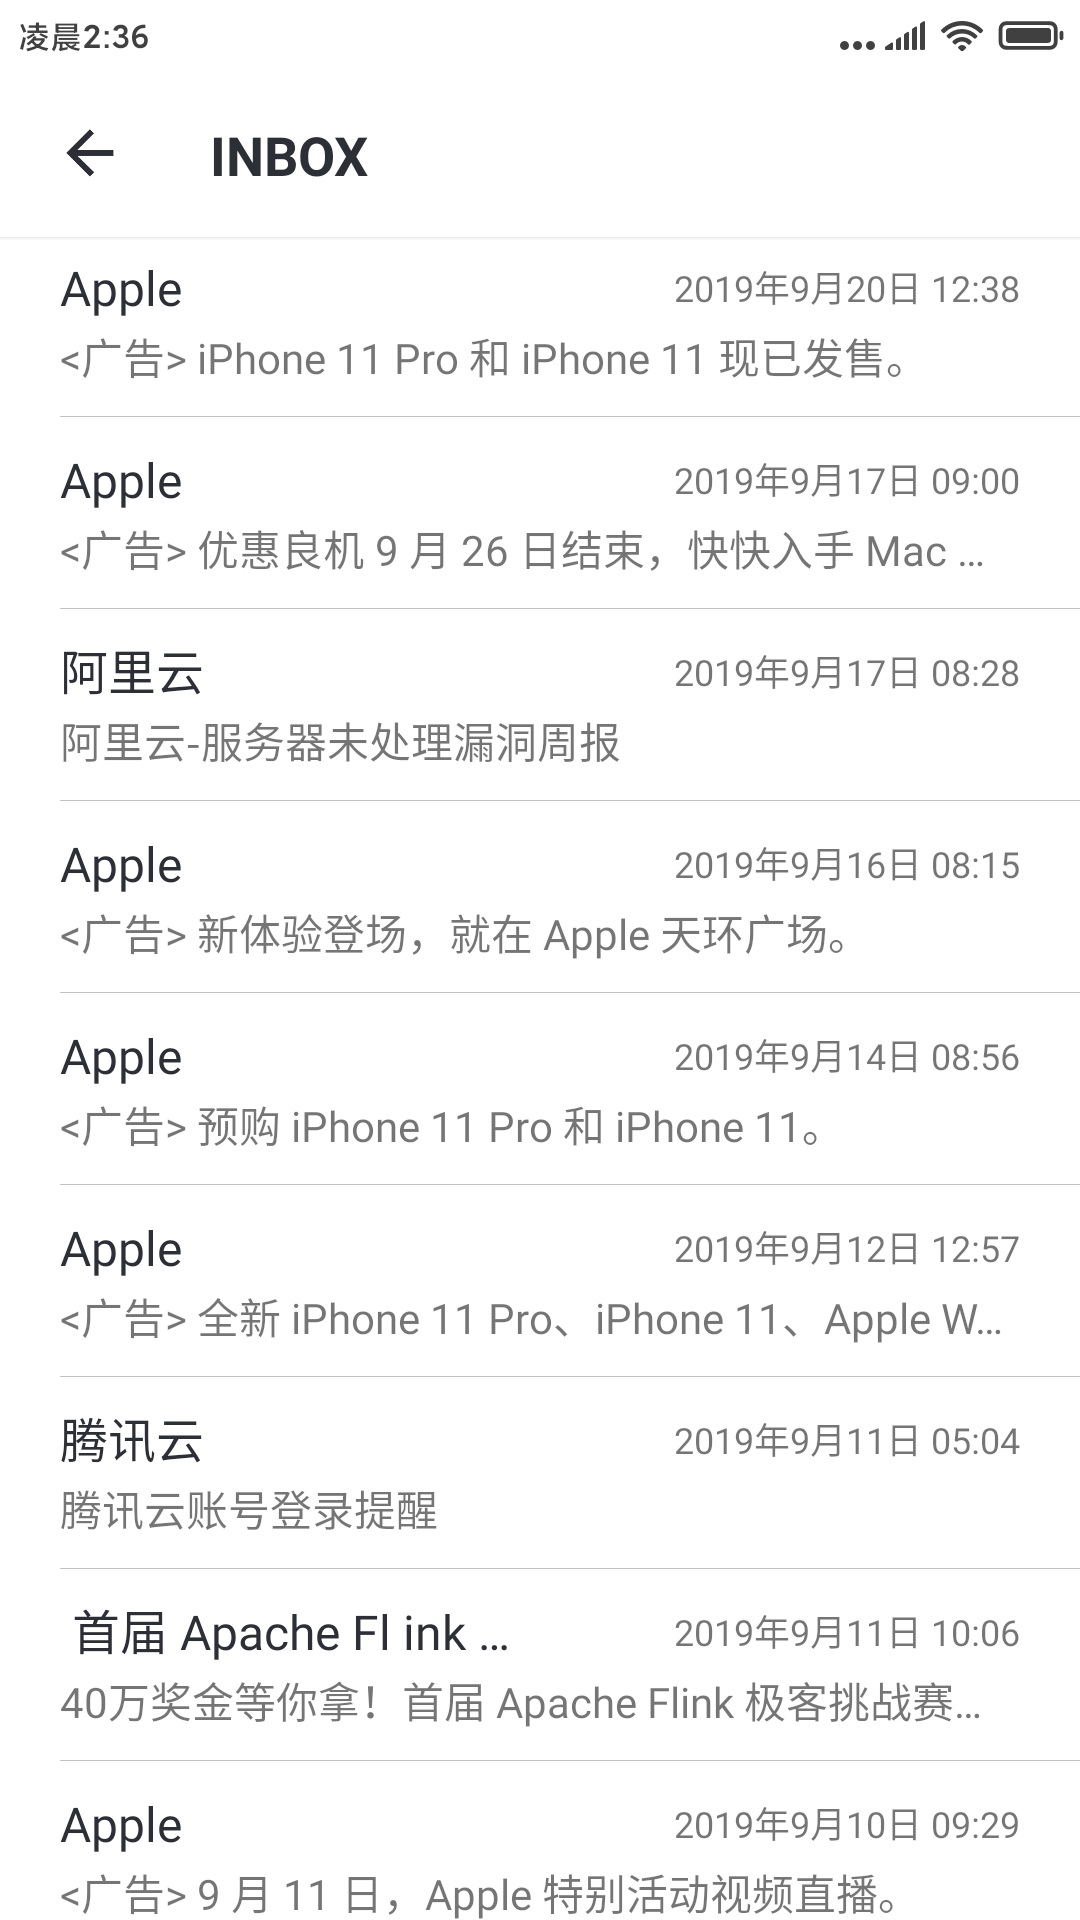 凌晨2:36
INBOX
Apple 2019年9月20日 12:38
<广告> iPhone 11 Pro 和 iPhone 11 现已发售。
Apple 2019年9月17日 09:00
<广告> 优惠良机 9 月 26 日结束，快快入手 Mac ...
阿里云 2019年9月17日 08:28
阿里云-服务器未处理漏洞周报
Apple 2019年9月16日 08:15
<广告> 新体验登场，就在 Apple 天环广场。
Apple 2019年9月14日 08:56
<广告> 预购 iPhone 11 Pro 和 iPhone 11。
Apple 2019年9月12日 12:57
<广告> 全新 iPhone 11 Pro、iPhone 11、Apple W...
腾讯云 2019年9月11日 05:04
腾讯云账号登录提醒
首届 Apache Fl ink ... 2019年9月11日 10:06
40万奖金等你拿！首届 Apache Flink 极客挑战赛...
Apple 2019年9月10日 09:29
<广告> 9 月 11 日，Apple 特别活动视频直播。